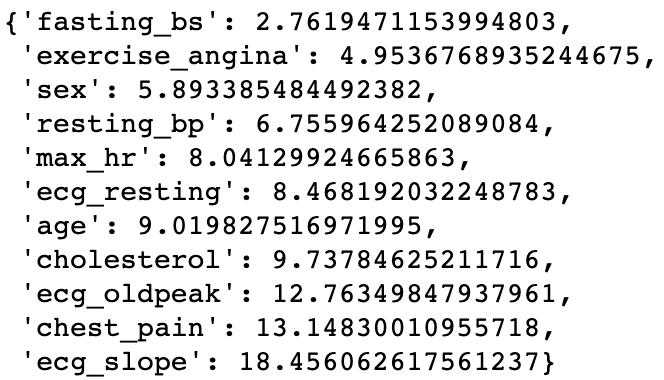 {'fasting_bs': 2.7619471153994803,
'exercise_angina': 4.9536768935244675,
'sex': 5.893385484492382,
'resting_bp': 6.755964252089084,
'max_hr': 8.04129924665863,
'ecg_resting': 8.468192032248783,
'age': 9.019827516971995,
'cholesterol': 9.73784625211716,
'ecg_oldpeak': 12.76349847937961,
'chest_pain': 13.14830010955718,
'ecg_slope': 18.456062617561237}